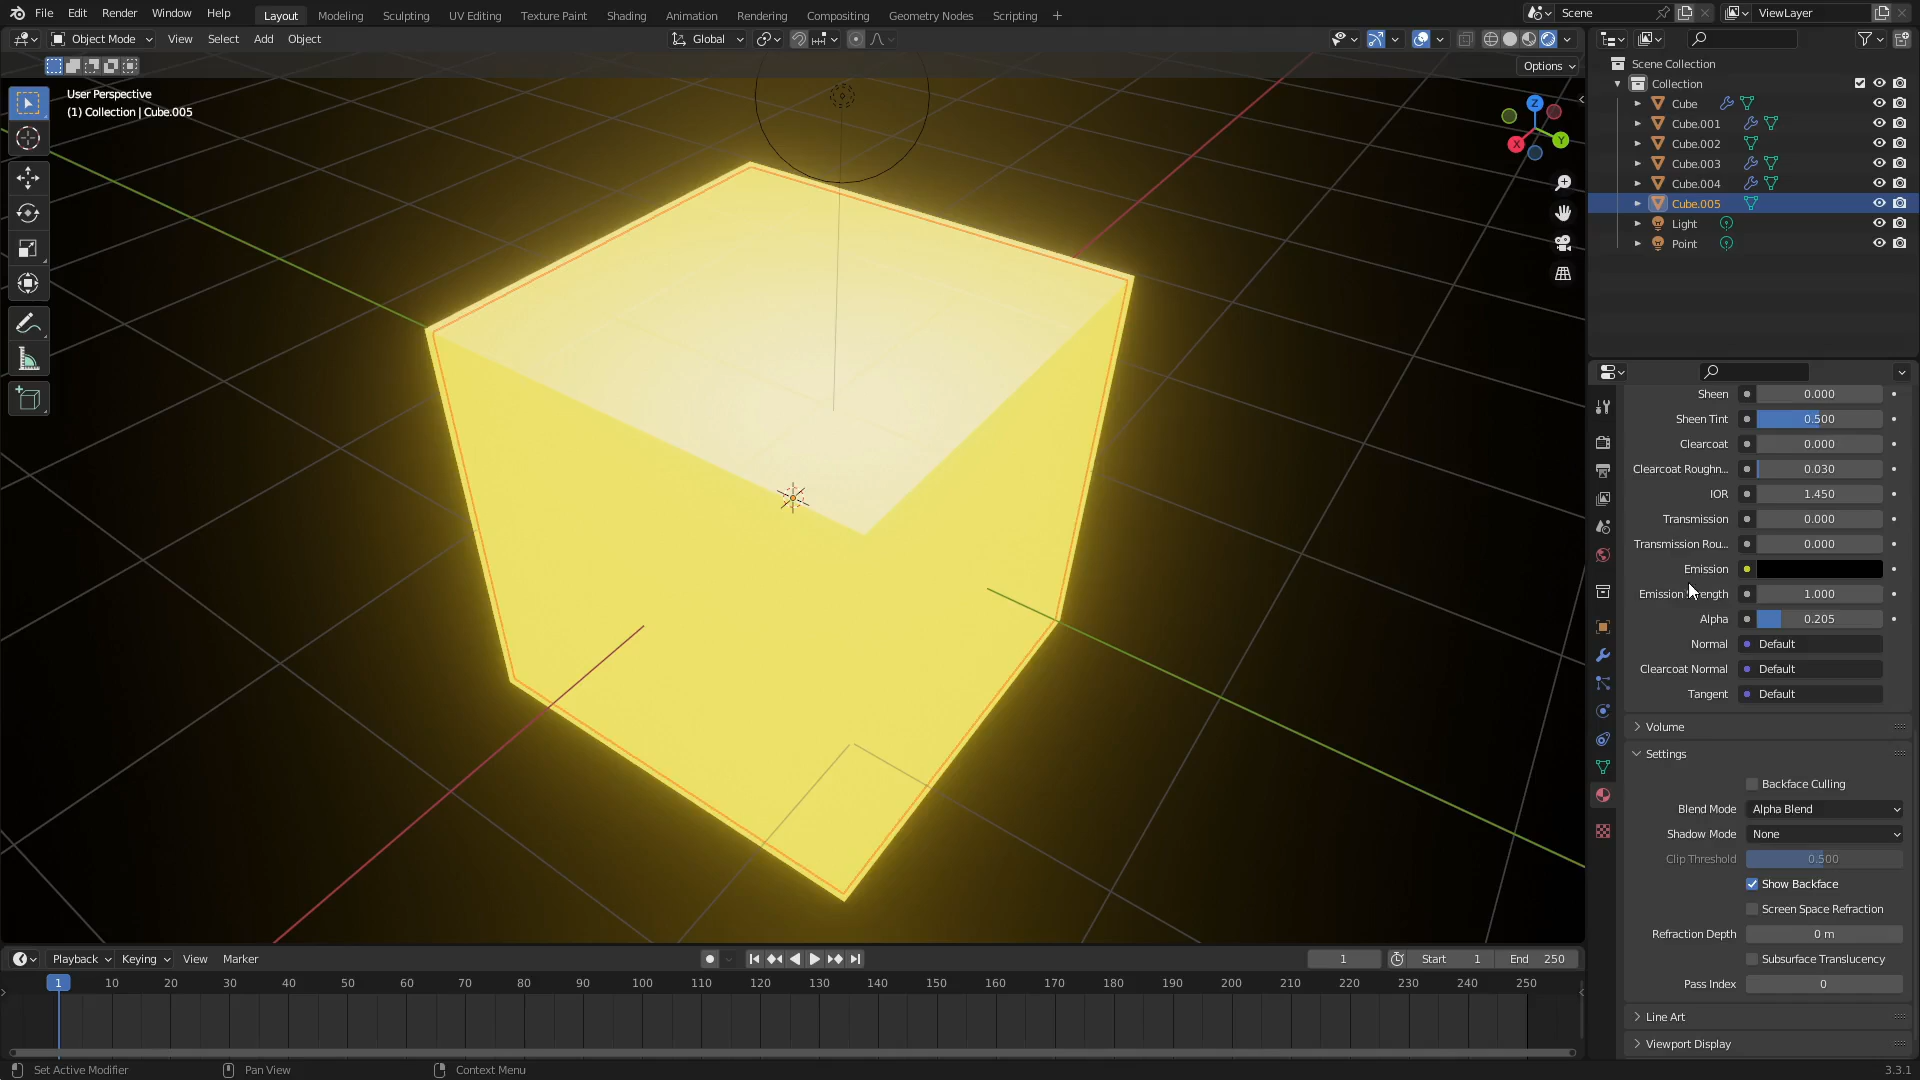 File Edit Render Window Help Layout Modeling Sculpting UV Editing Texture Paint Shading Animation Rendering Compositing Geometry Nodes Scripting + Scene ViewLayer
Object Mode View Select Add Object Global
Options
User Perspective
(1) Collection | Cube.005
Z
Y
X
Scene Collection
Collection
Cube
Cube.001
Cube.002
Cube.003
Cube.004
Cube.005
Light
Point
Sheen 0.000
Sheen Tint 0.500
Clearcoat 0.000
Clearcoat Roughn... 0.030
IOR 1.450
Transmission 0.000
Transmission Rou... 0.000
Emission
Emission Strength 1.000
Alpha 0.205
Normal Default
Clearcoat Normal Default
Tangent Default
Volume
Settings
Backface Culling
Blend Mode Alpha Blend
Shadow Mode None
Clip Threshold 0.500
Show Backface
Screen Space Refraction
Refraction Depth 0 m
Subsurface Translucency
Pass Index 0
Line Art
Viewport Display
Playback Keying View Marker 1 Start 1 End 250
1 10 20 30 40 50 60 70 80 90 100 110 120 130 140 150 160 170 180 190 200 210 220 230 240 250
Set Active Modifier Pan View Context Menu 3.3.1